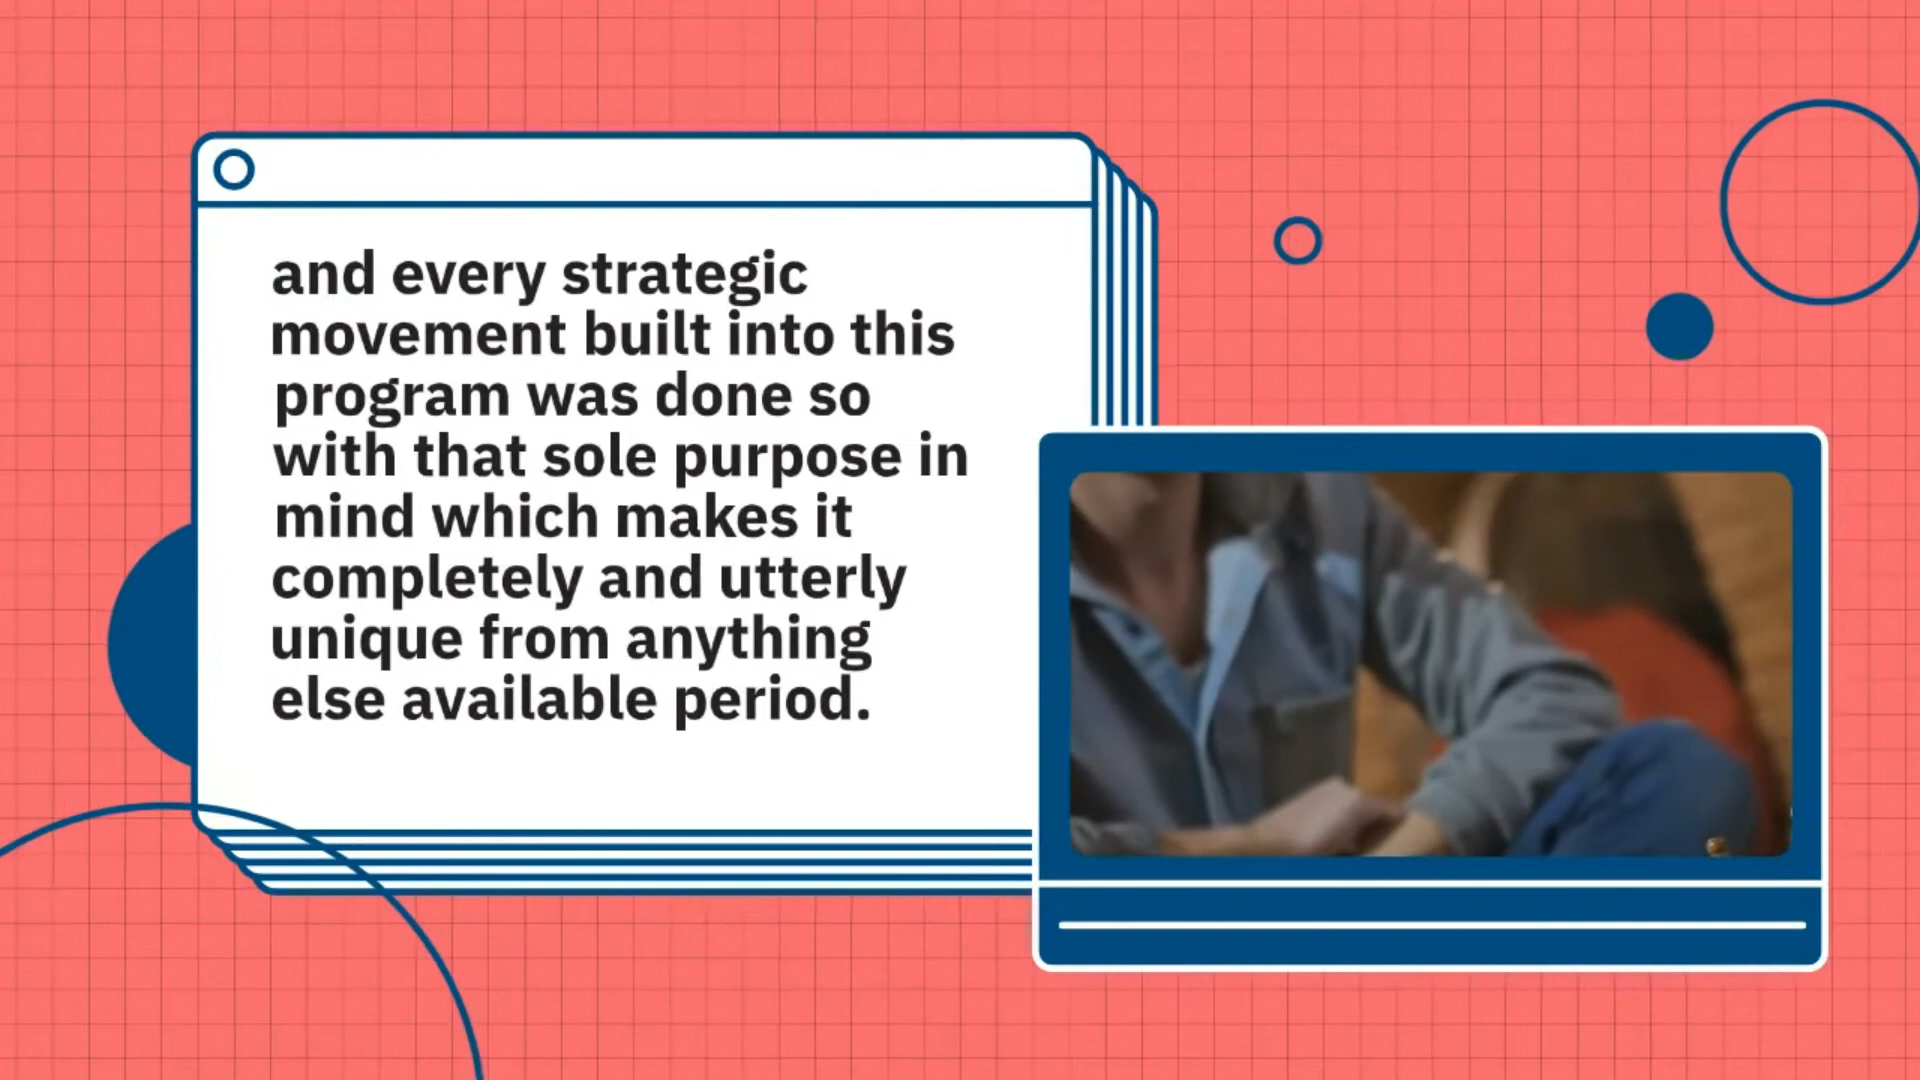 and every strategic
movement built into this
program was done so
with that sole purpose in
mind which makes it
completely and utterly
unique from anything
else available period.